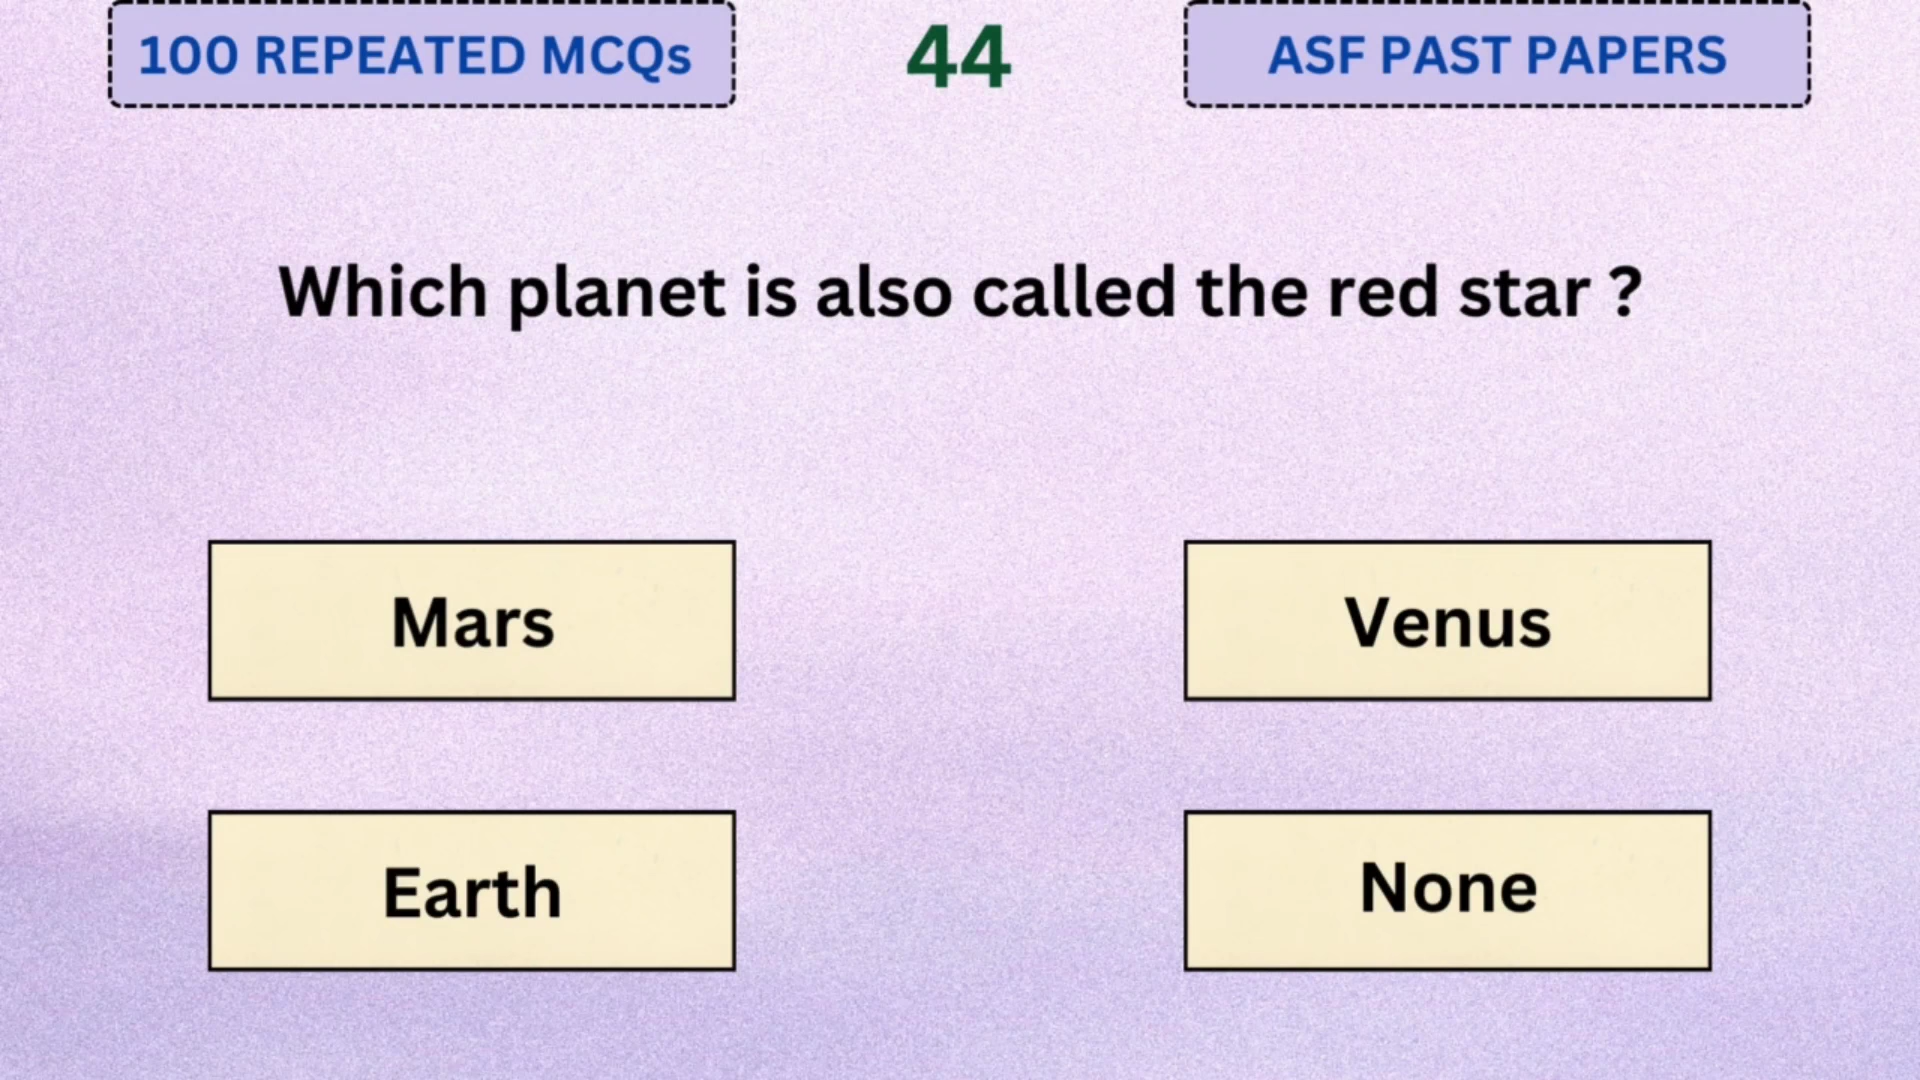 100 REPEATED MCQs
44
ASF PAST PAPERS
Which planet is also called the red star ?
Mars
Venus
Earth
None